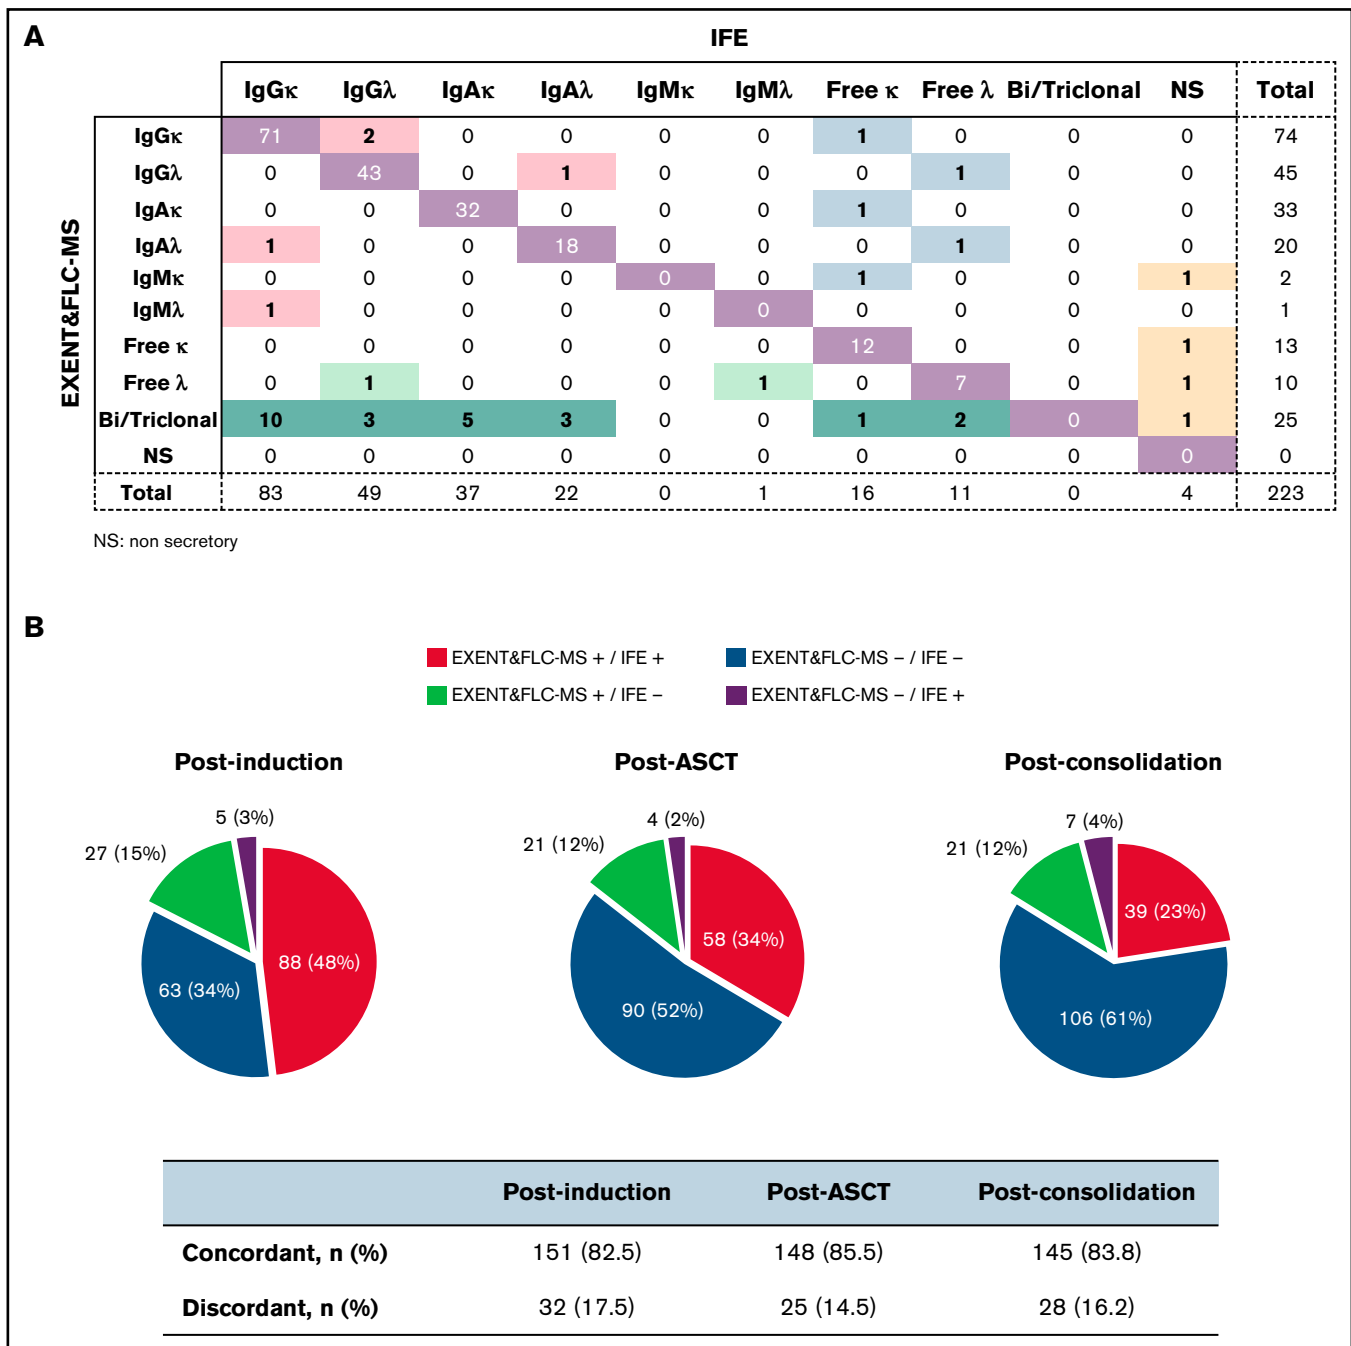 A
IFE
IgGκ IgGλ IgAκ IgAλ IgMκ IgMλ Free κ Free λ Bi/Triclonal NS Total
EXENT&FLC-MS
IgGκ 71 2 0 0 0 0 1 0 0 0 74
IgGλ 0 43 0 1 0 0 0 1 0 0 45
IgAκ 0 0 32 0 0 0 1 0 0 0 33
IgAλ 1 0 0 18 0 0 0 1 0 0 20
IgMκ 0 0 0 0 0 0 1 0 0 1 2
IgMλ 1 0 0 0 0 0 0 0 0 0 1
Free κ 0 0 0 0 0 0 12 0 0 1 13
Free λ 0 1 0 0 0 1 0 7 0 1 10
Bi/Triclonal 10 3 5 3 0 0 1 2 0 1 25
NS 0 0 0 0 0 0 0 0 0 0 0
Total 83 49 37 22 0 1 16 11 0 4 223
NS: non secretory
B
EXENT&FLC-MS + / IFE + EXENT&FLC-MS – / IFE –
EXENT&FLC-MS + / IFE – EXENT&FLC-MS – / IFE +
Post-induction Post-ASCT Post-consolidation
5 (3%) 4 (2%) 7 (4%)
27 (15%) 21 (12%) 21 (12%)
88 (48%) 58 (34%) 39 (23%)
63 (34%) 90 (52%) 106 (61%)
Post-induction Post-ASCT Post-consolidation
Concordant, n (%) 151 (82.5) 148 (85.5) 145 (83.8)
Discordant, n (%) 32 (17.5) 25 (14.5) 28 (16.2)